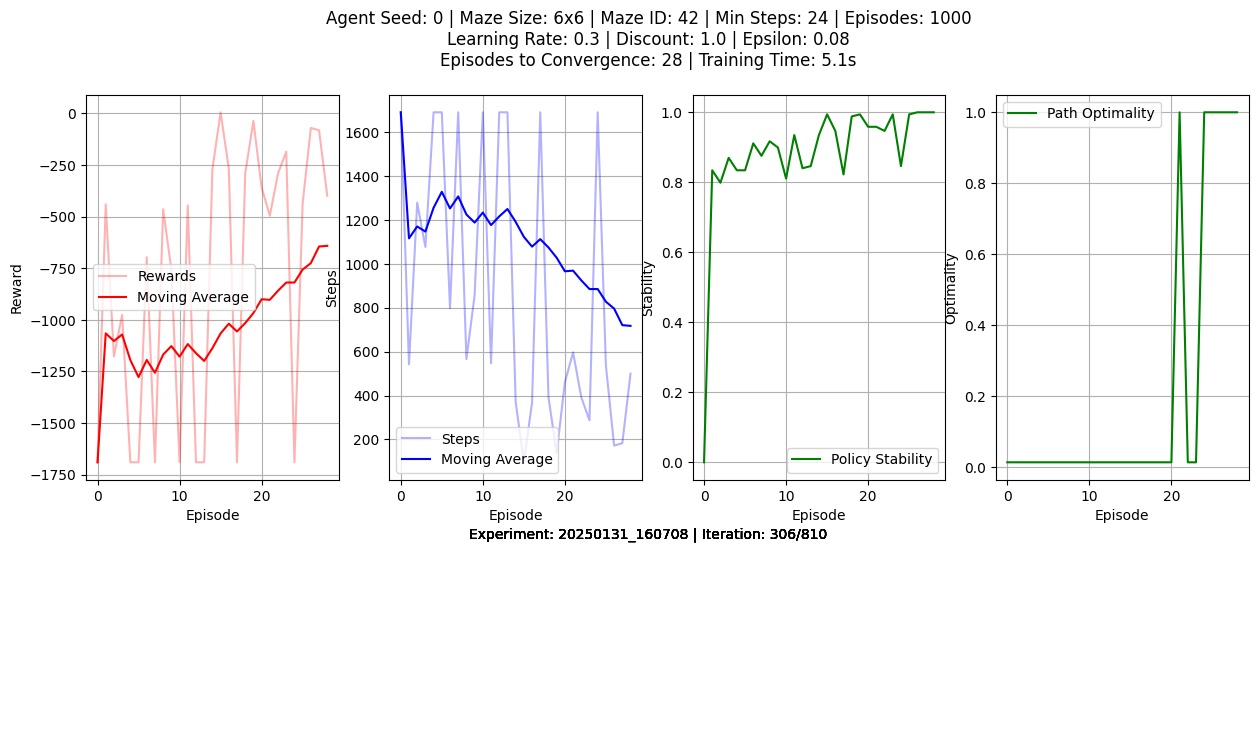 Agent Seed: 0 | Maze Size: 6x6 | Maze ID: 42 | Min Steps: 24 | Episodes: 1000
Learning Rate: 0.3 | Discount: 1.0 | Epsilon: 0.08
Episodes to Convergence: 28 | Training Time: 5.1s
Reward
0
−250
−500
−750
−1000
−1250
−1500
−1750
Rewards
Moving Average
0
10
20
Episode
Steps
1600
1400
1200
1000
800
600
400
200
Steps
Moving Average
0
10
20
Episode
Stability
1.0
0.8
0.6
0.4
0.2
0.0
Policy Stability
0
10
20
Episode
Optimality
1.0
0.8
0.6
0.4
0.2
0.0
Path Optimality
0
10
20
Episode
Experiment: 20250131_160708 | Iteration: 306/810